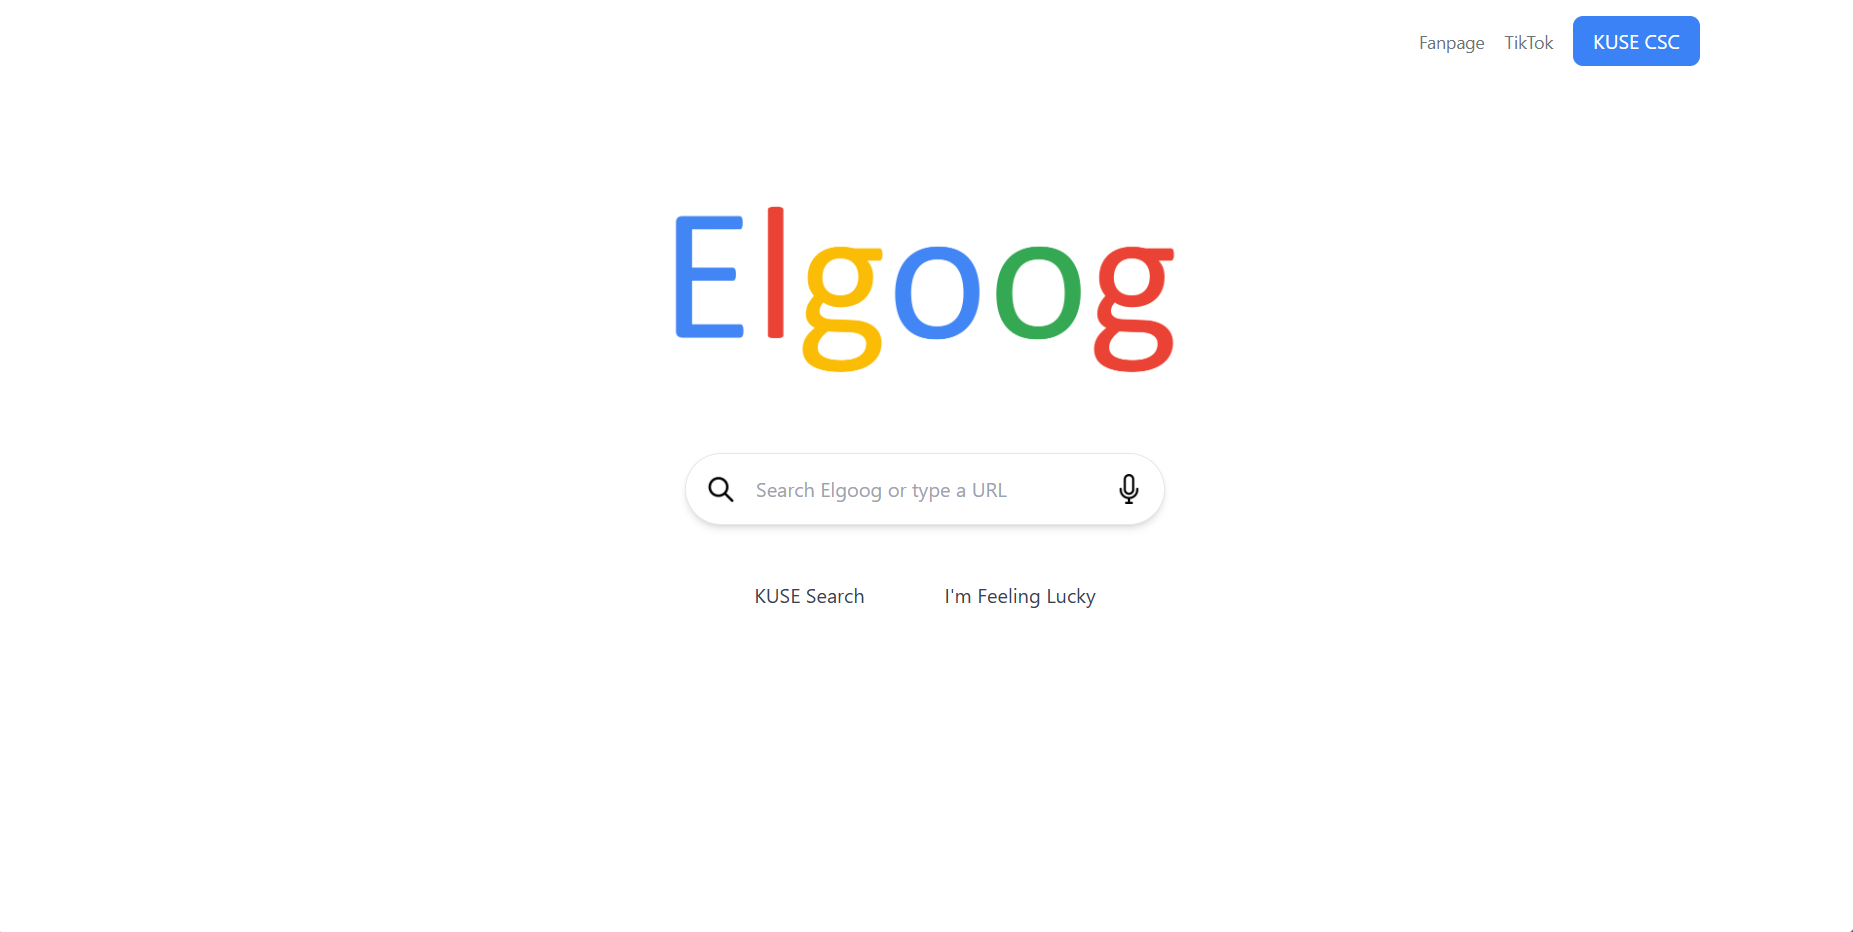 Fanpage TikTok KUSE CSC
Elgoog
Search Elgoog or type a URL
KUSE Search I'm Feeling Lucky